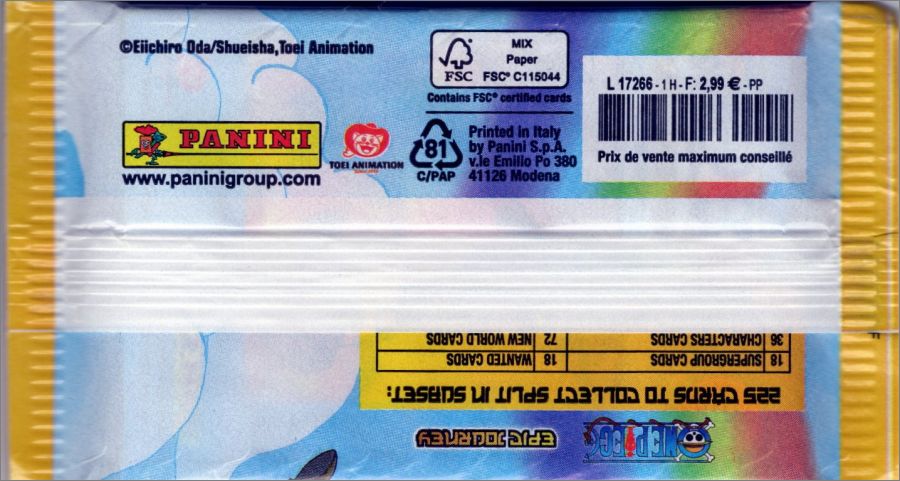 ©Eiichiro Oda/Shueisha,Toei Animation
PANINI
www.paninigroup.com
TOEI ANIMATION
FSC
MIX
Paper
FSC® C115044
Contains FSC® certified cards
81
C/PAP
Printed in Italy
by Panini S.p.A.
v.le Emilio Po 380
41126 Modena
L 17266 - 1 H - F: 2,99 € - PP
Prix de vente maximum conseillé
ONE PIECE
EPIC JOURNEY
225 CARDS TO COLLECT SPLIT IN SUBSET:
18 SUPERGROUP CARDS
18 WANTED CARDS
36 CHARACTERS CARDS
72 NEW WORLD CARDS